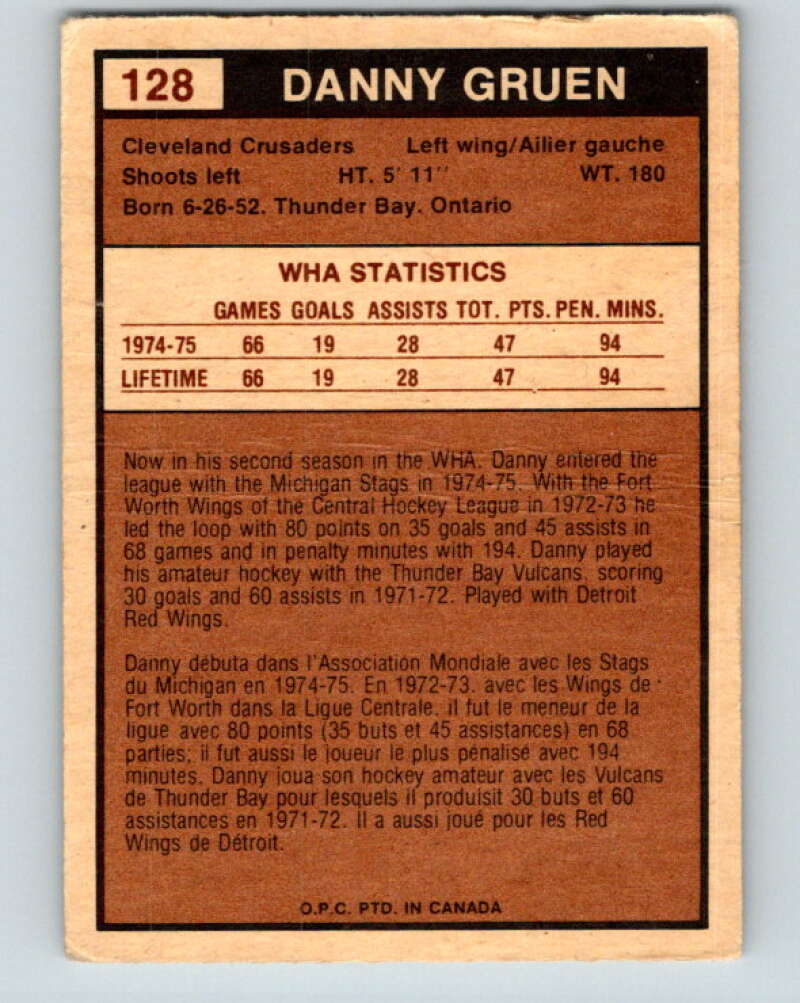 128 DANNY GRUEN
Cleveland Crusaders Left wing/Ailier gauche
Shoots left HT. 5' 11'' WT. 180
Born 6-26-52. Thunder Bay. Ontario
WHA STATISTICS
GAMES GOALS ASSISTS TOT. PTS. PEN. MINS.
1974-75 66 19 28 47 94
LIFETIME 66 19 28 47 94
Now in his second season in the WHA. Danny entered the
league with the Michigan Stags in 1974-75. With the Fort
Worth Wings of the Central Hockey League in 1972-73 he
led the loop with 80 points on 35 goals and 45 assists in
68 games and in penalty minutes with 194. Danny played
his amateur hockey with the Thunder Bay Vulcans. scoring
30 goals and 60 assists in 1971-72. Played with Detroit
Red Wings.
Danny débuta dans l'Association Mondiale avec les Stags
du Michigan en 1974-75. En 1972-73. avec les Wings de
Fort Worth dans la Ligue Centrale, il fut le meneur de la
ligue avec 80 points (35 buts et 45 assistances) en 68
parties; il fut aussi le joueur le plus pénalisé avec 194
minutes. Danny joua son hockey amateur avec les Vulcans
de Thunder Bay pour lesquels il produisit 30 buts et 60
assistances en 1971-72. Il a aussi joué pour les Red
Wings de Détroit.
O.P.C. PTD. IN CANADA